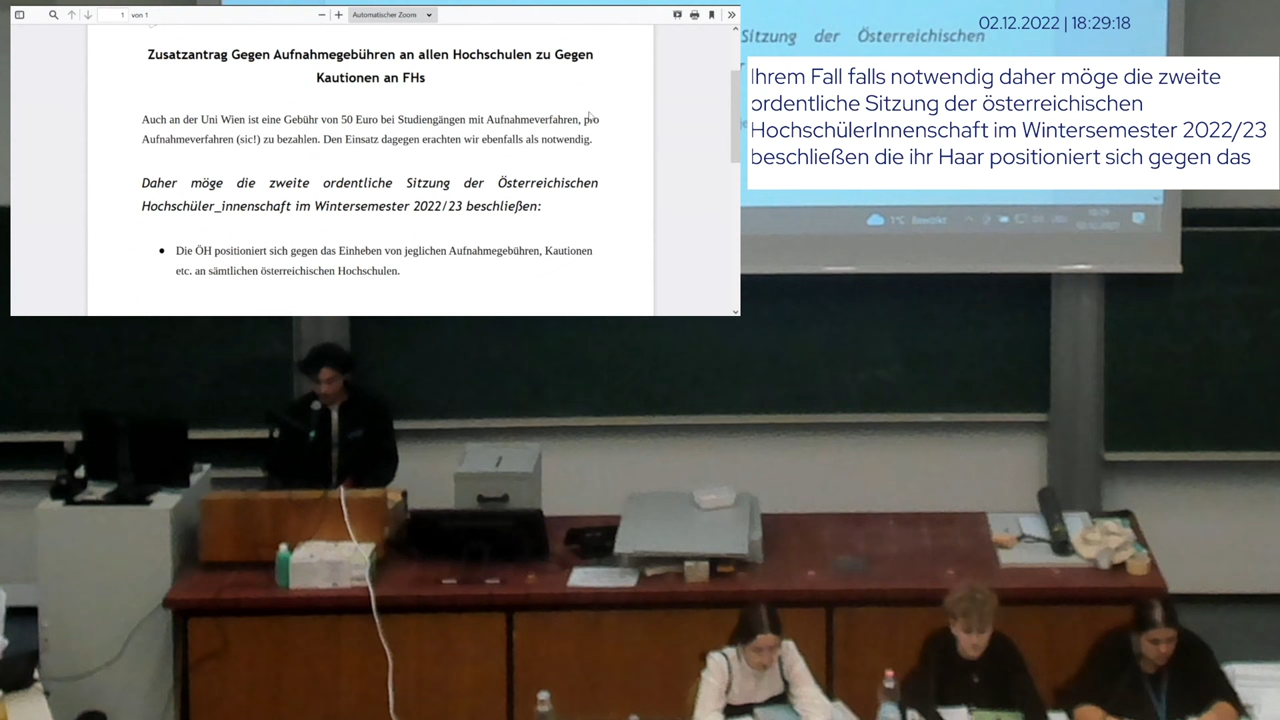 1 von 1
Automatischer Zoom
02.12.2022 | 18:29:18
Zusatzantrag Gegen Aufnahmegebühren an allen Hochschulen zu Gegen
Kautionen an FHs
Auch an der Uni Wien ist eine Gebühr von 50 Euro bei Studiengängen mit Aufnahmeverfahren, pro
Aufnahmeverfahren (sic!) zu bezahlen. Den Einsatz dagegen erachten wir ebenfalls als notwendig.
Daher möge die zweite ordentliche Sitzung der Österreichischen
Hochschüler_innenschaft im Wintersemester 2022/23 beschließen:
● Die ÖH positioniert sich gegen das Einheben von jeglichen Aufnahmegebühren, Kautionen
etc. an sämtlichen österreichischen Hochschulen.
Sitzung der Österreichischen
Ihrem Fall falls notwendig daher möge die zweite
ordentliche Sitzung der österreichischen
HochschülerInnenschaft im Wintersemester 2022/23
beschließen die ihr Haar positioniert sich gegen das
1°C Bewölkt